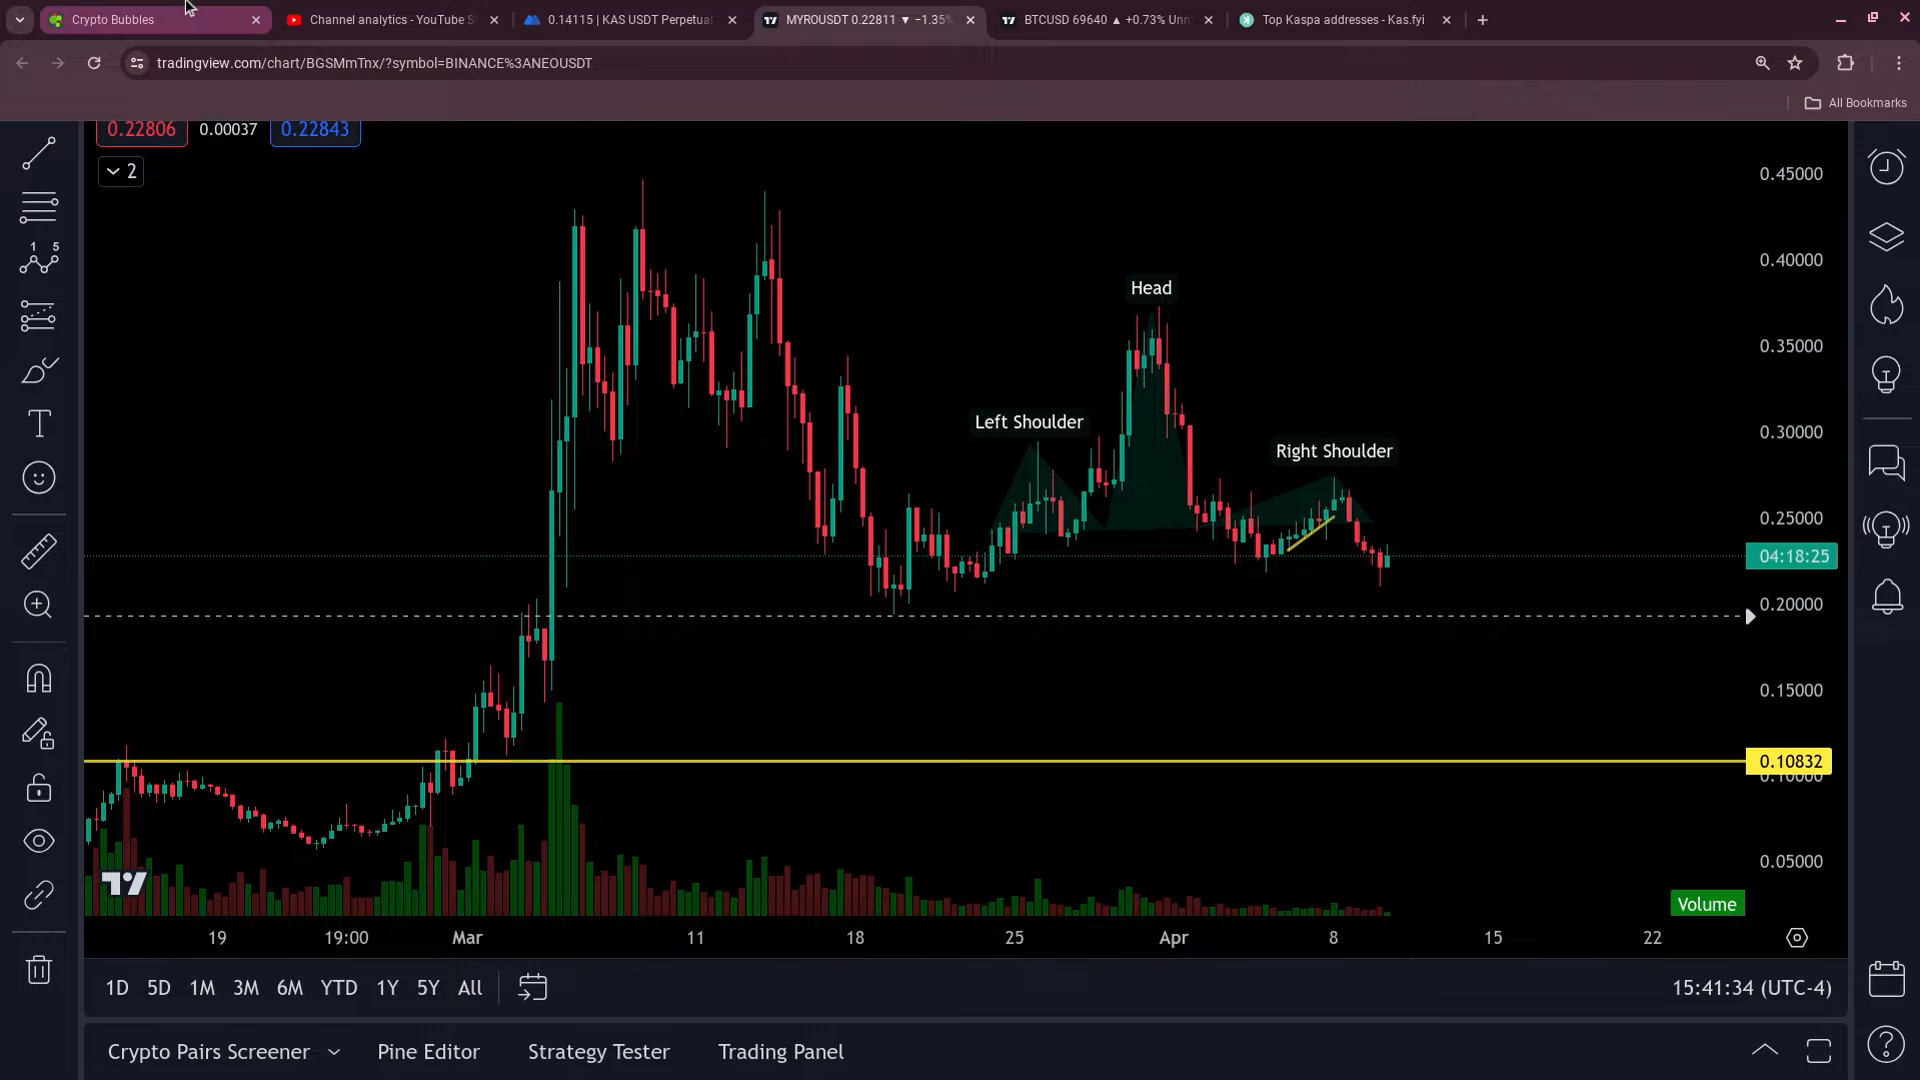 Crypto Bubbles
Channel analytics - YouTube S
0.14115 | KAS USDT Perpetual
MYROUSDT 0.22811 ▼ −1.35%
BTCUSD 69640 ▲ +0.73% Unn
Top Kaspa addresses - Kas.fyi
tradingview.com/chart/BGSMmTnx/?symbol=BINANCE%3ANEOUSDT
All Bookmarks
0.22806 0.00037 0.22843
2
0.45000
0.40000
Head
0.35000
Left Shoulder
0.30000
Right Shoulder
0.25000
04:18:25
0.20000
0.15000
0.10832
0.10000
0.05000
Volume
19 19:00 Mar 11 18 25 Apr 8 15 22
1D 5D 1M 3M 6M YTD 1Y 5Y All
15:41:34 (UTC-4)
Crypto Pairs Screener Pine Editor Strategy Tester Trading Panel